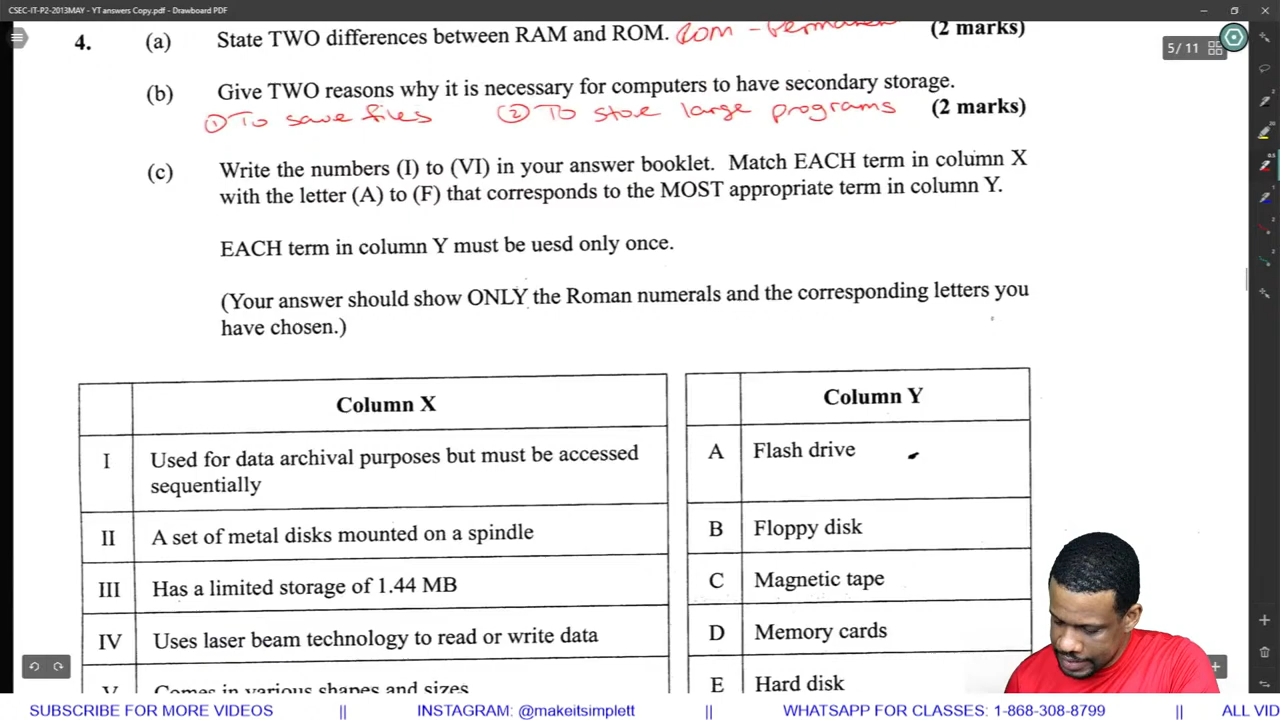 CSEC-IT-P2-2013MAY - YT answers Copy.pdf - Drawboard PDF
5 / 11
4. (a) State TWO differences between RAM and ROM. Rom - Permanent (2 marks)
(b) Give TWO reasons why it is necessary for computers to have secondary storage.
① To save files ② To store large programs (2 marks)
(c) Write the numbers (I) to (VI) in your answer booklet. Match EACH term in column X
with the letter (A) to (F) that corresponds to the MOST appropriate term in column Y.
EACH term in column Y must be uesd only once.
(Your answer should show ONLY the Roman numerals and the corresponding letters you
have chosen.)
Column X
I Used for data archival purposes but must be accessed
sequentially
II A set of metal disks mounted on a spindle
III Has a limited storage of 1.44 MB
IV Uses laser beam technology to read or write data
V Comes in various shapes and sizes
Column Y
A Flash drive
B Floppy disk
C Magnetic tape
D Memory cards
E Hard disk
SUBSCRIBE FOR MORE VIDEOS || INSTAGRAM: @makeitsimplett || WHATSAPP FOR CLASSES: 1-868-308-8799 || ALL VID